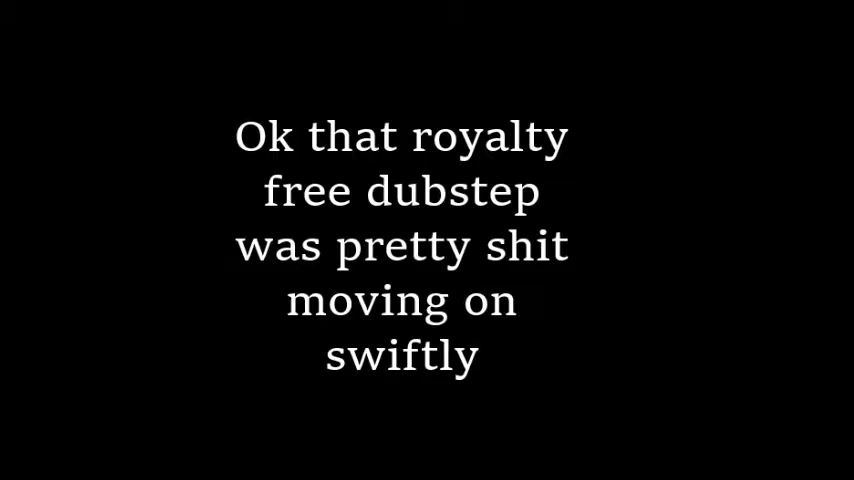 Ok that royalty
free dubstep
was pretty shit
moving on
swiftly